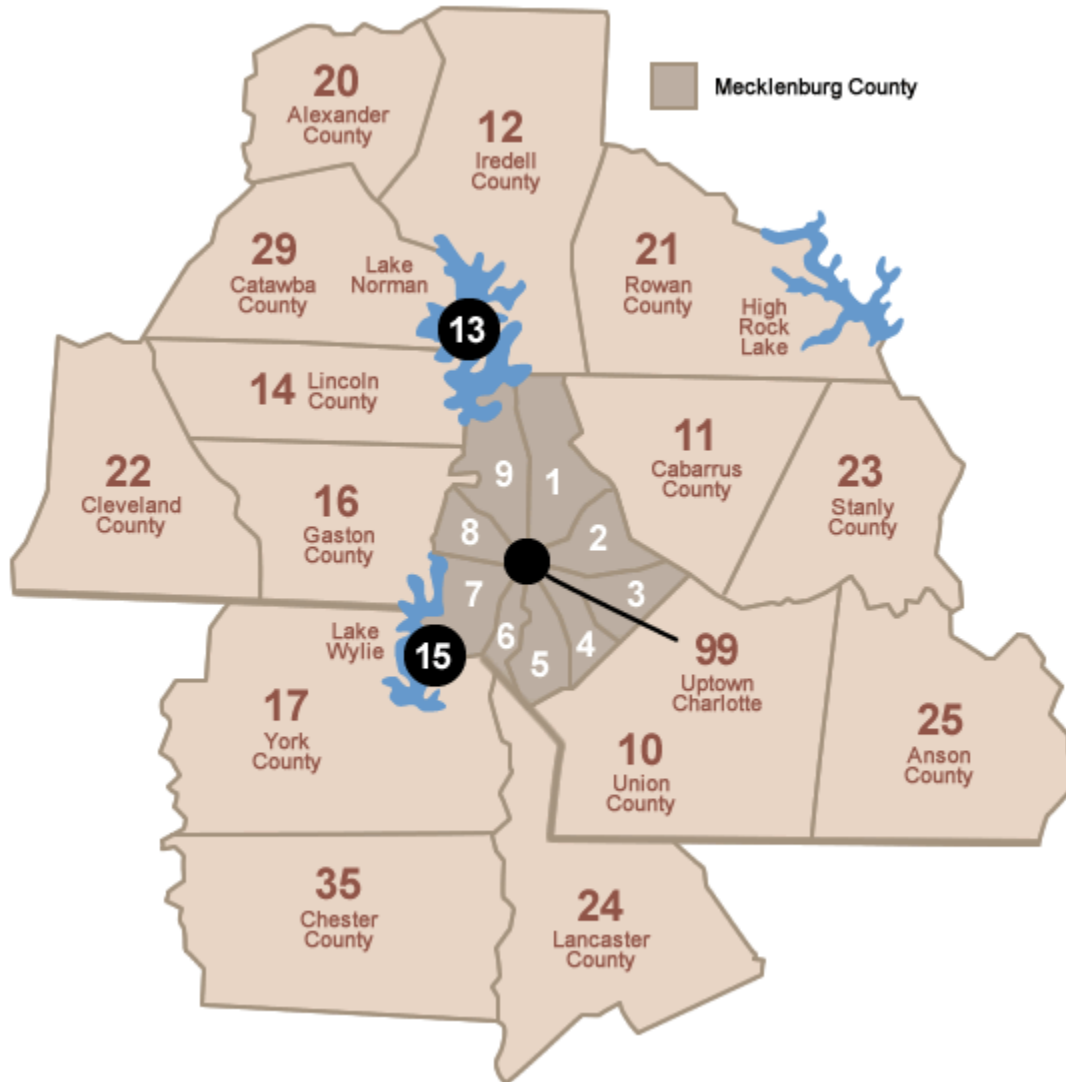 Mecklenburg County
20
Alexander
County
12
Iredell
County
29
Catawba
County
Lake
Norman
21
Rowan
County
High
Rock
Lake
13
14
Lincoln
County
22
Cleveland
County
16
Gaston
County
11
Cabarrus
County
23
Stanly
County
9
1
8
2
7
3
6
5
4
Lake
Wylie
15
99
Uptown
Charlotte
17
York
County
10
Union
County
25
Anson
County
35
Chester
County
24
Lancaster
County